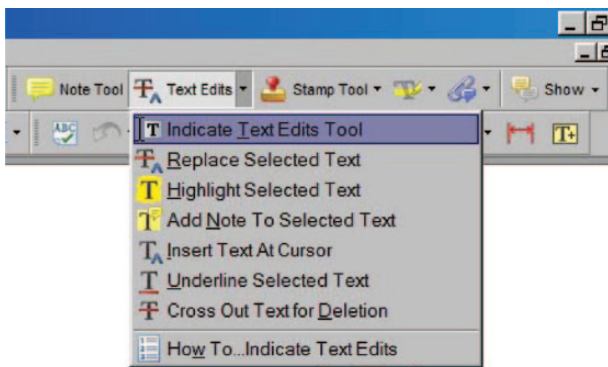 Note Tool Text Edits Stamp Tool Show
ABC T
T Indicate Text Edits Tool
T Replace Selected Text
T Highlight Selected Text
T Add Note To Selected Text
T Insert Text At Cursor
T Underline Selected Text
T Cross Out Text for Deletion
How To...Indicate Text Edits